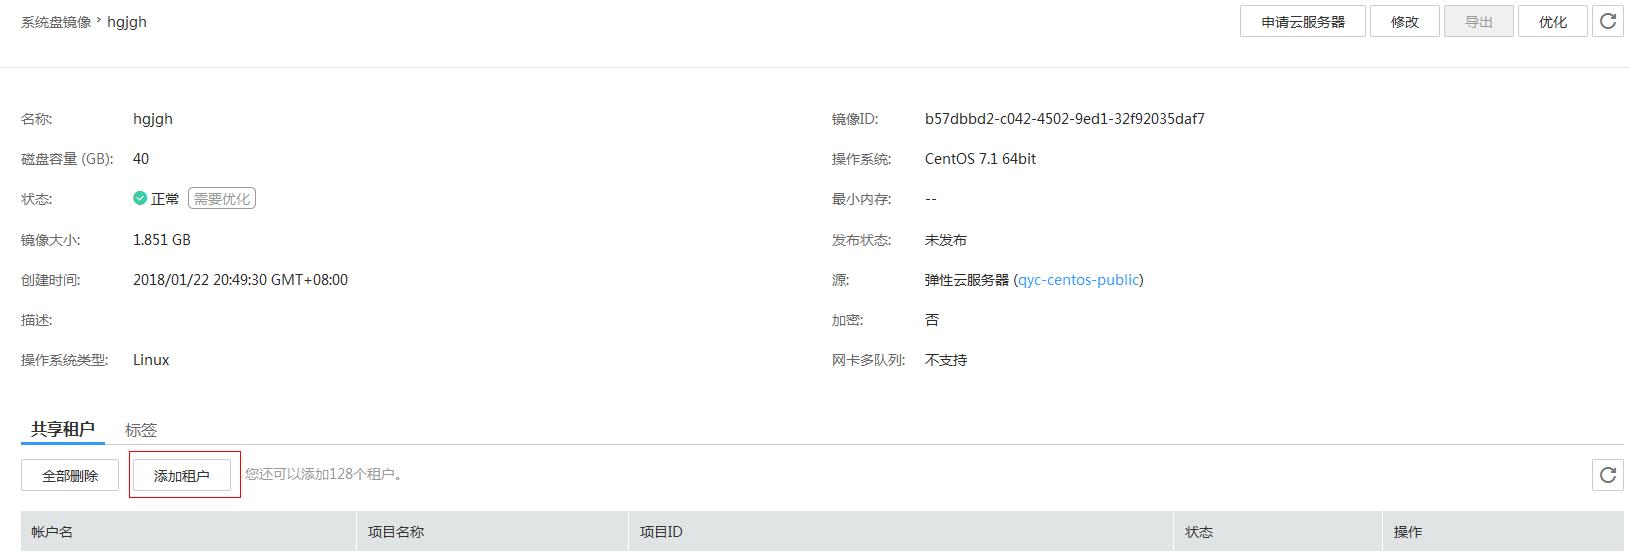 系统盘镜像 > hgjgh
申请云服务器 修改 导出 优化
名称: hgjgh 镜像ID: b57dbbd2-c042-4502-9ed1-32f92035daf7
磁盘容量 (GB): 40 操作系统: CentOS 7.1 64bit
状态: 正常 需要优化 最小内存: --
镜像大小: 1.851 GB 发布状态: 未发布
创建时间: 2018/01/22 20:49:30 GMT+08:00 源: 弹性云服务器 (qyc-centos-public)
描述: 加密: 否
操作系统类型: Linux 网卡多队列: 不支持
共享租户 标签
全部删除 添加租户 您还可以添加128个租户。
帐户名 项目名称 项目ID 状态 操作